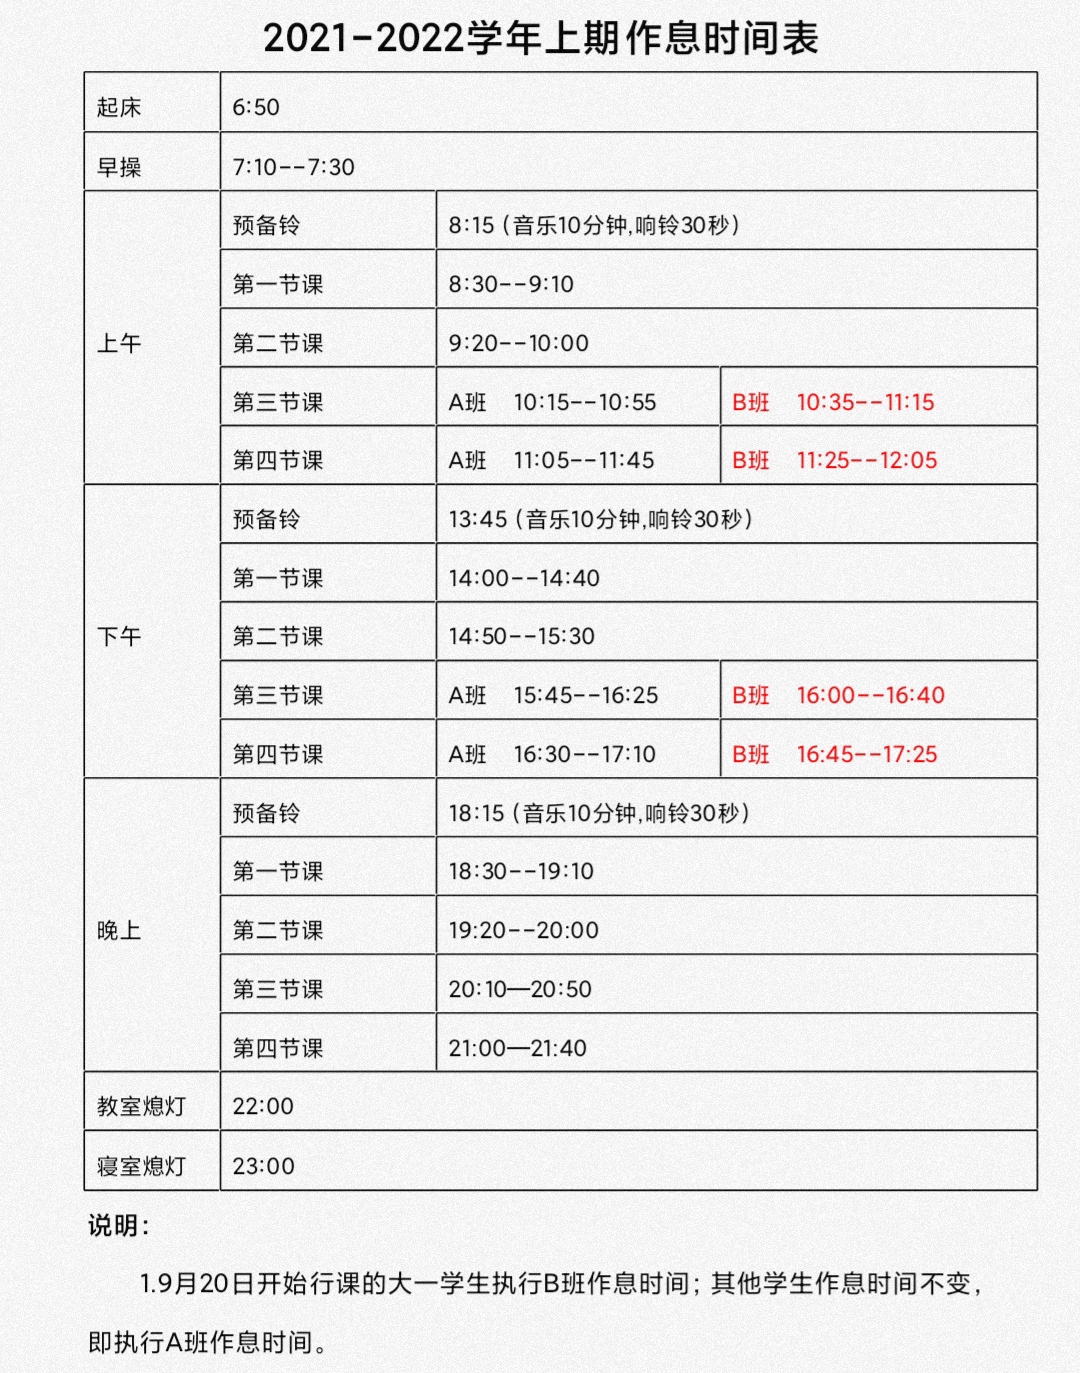 2021-2022学年上期作息时间表
起床 6:50
早操 7:10--7:30
上午
预备铃 8:15（音乐10分钟,响铃30秒）
第一节课 8:30--9:10
第二节课 9:20--10:00
第三节课 A班 10:15--10:55 B班 10:35--11:15
第四节课 A班 11:05--11:45 B班 11:25--12:05
下午
预备铃 13:45（音乐10分钟,响铃30秒）
第一节课 14:00--14:40
第二节课 14:50--15:30
第三节课 A班 15:45--16:25 B班 16:00--16:40
第四节课 A班 16:30--17:10 B班 16:45--17:25
晚上
预备铃 18:15（音乐10分钟,响铃30秒）
第一节课 18:30--19:10
第二节课 19:20--20:00
第三节课 20:10—20:50
第四节课 21:00—21:40
教室熄灯 22:00
寝室熄灯 23:00
说明：
1.9月20日开始行课的大一学生执行B班作息时间；其他学生作息时间不变，
即执行A班作息时间。